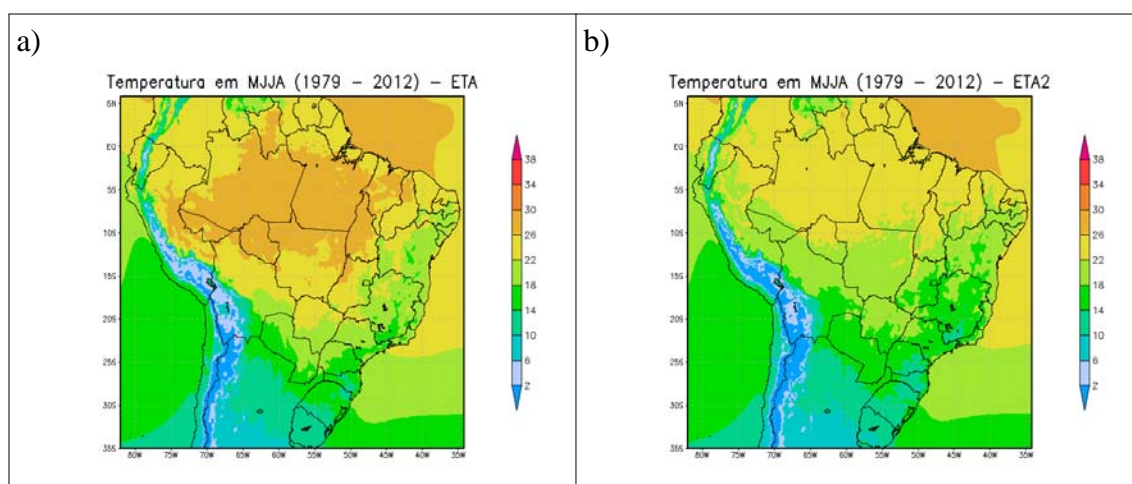 a)
Temperatura em MJJA (1979 – 2012) – ETA
6N
EQ
5S
10S
15S
20S
25S
30S
35S
80W 75W 70W 65W 60W 55W 50W 45W 40W 35W
38
34
30
26
22
18
14
10
6
2
b)
Temperatura em MJJA (1979 – 2012) – ETA2
6N
EQ
5S
10S
15S
20S
25S
30S
35S
80W 75W 70W 65W 60W 55W 50W 45W 40W 35W
38
34
30
26
22
18
14
10
6
2